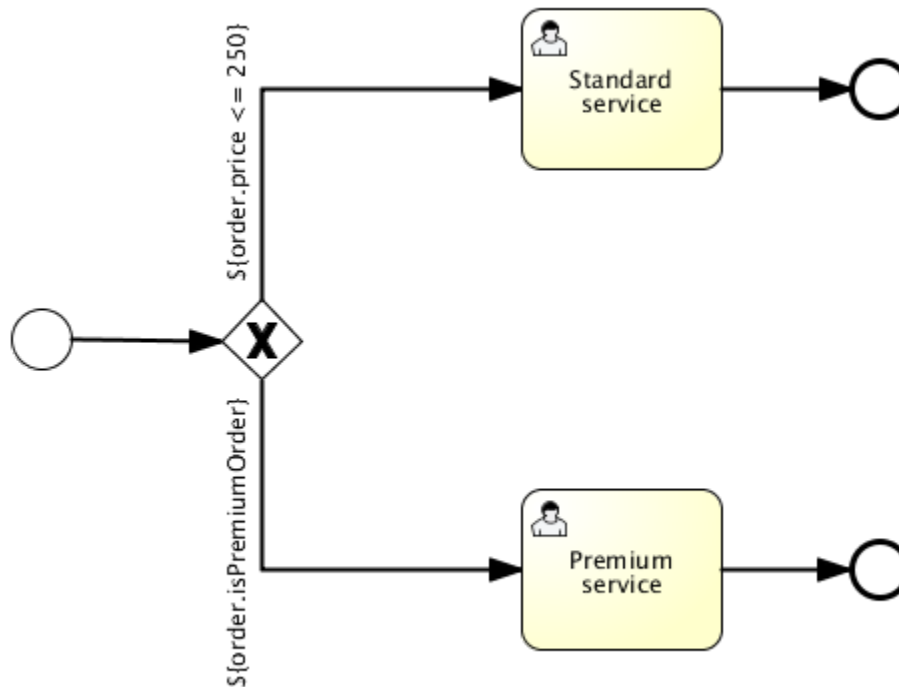 ${order.price <= 250}
Standard
service
X
${order.isPremiumOrder}
Premium
service